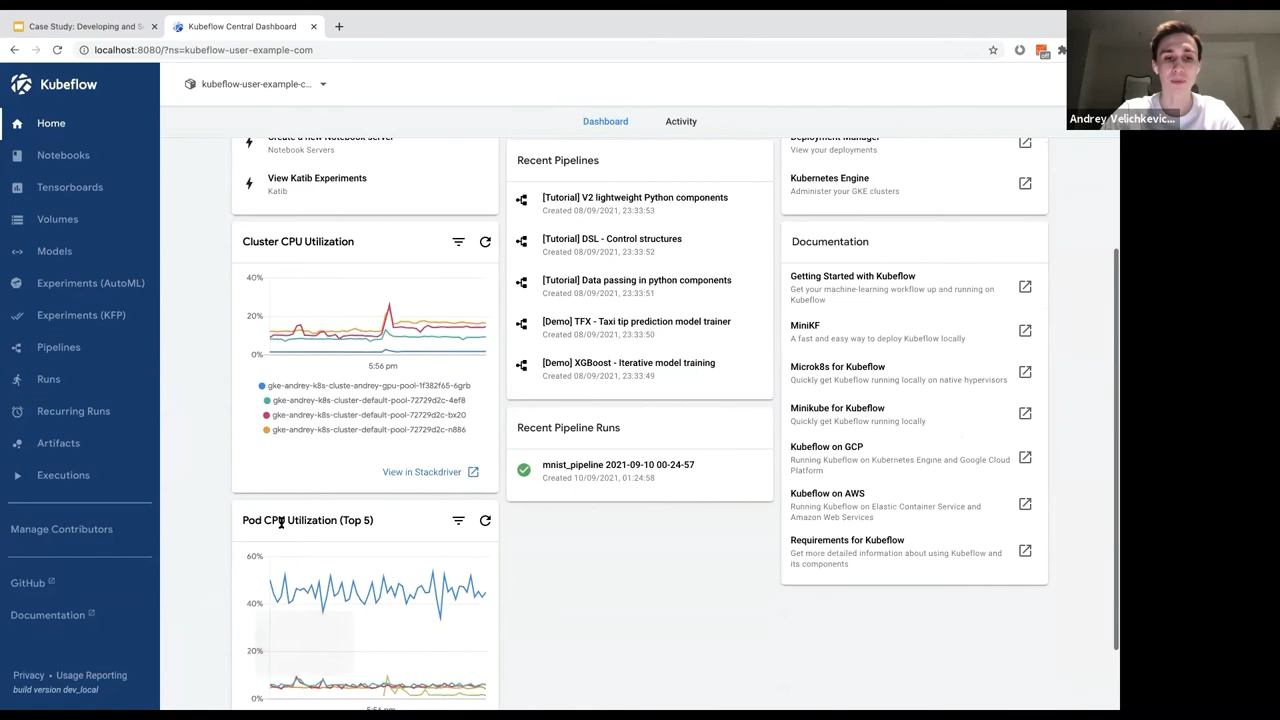 Case Study: Developing and S
Kubeflow Central Dashboard
localhost:8080/?ns=kubeflow-user-example-com
off
Andrey Velichkevic...
Kubeflow
kubeflow-user-example-c...
Home
Notebooks
Tensorboards
Volumes
Models
Experiments (AutoML)
Experiments (KFP)
Pipelines
Runs
Recurring Runs
Artifacts
Executions
Manage Contributors
GitHub
Documentation
Privacy • Usage Reporting
build version dev_local
Dashboard
Activity
Create a new Notebook server
Notebook Servers
View Katib Experiments
Katib
Cluster CPU Utilization
40%
20%
0%
5:56 pm
gke-andrey-k8s-cluste-andrey-gpu-pool-1f382f65-6grb
gke-andrey-k8s-cluster-default-pool-72729d2c-4ef8
gke-andrey-k8s-cluster-default-pool-72729d2c-bx20
gke-andrey-k8s-cluster-default-pool-72729d2c-n886
View in Stackdriver
Pod CPU Utilization (Top 5)
60%
40%
20%
0%
5:56 pm
Recent Pipelines
[Tutorial] V2 lightweight Python components
Created 08/09/2021, 23:33:53
[Tutorial] DSL - Control structures
Created 08/09/2021, 23:33:52
[Tutorial] Data passing in python components
Created 08/09/2021, 23:33:51
[Demo] TFX - Taxi tip prediction model trainer
Created 08/09/2021, 23:33:50
[Demo] XGBoost - Iterative model training
Created 08/09/2021, 23:33:49
Recent Pipeline Runs
mnist_pipeline 2021-09-10 00-24-57
Created 10/09/2021, 01:24:58
Deployment Manager
View your deployments
Kubernetes Engine
Administer your GKE clusters
Documentation
Getting Started with Kubeflow
Get your machine-learning workflow up and running on
Kubeflow
MiniKF
A fast and easy way to deploy Kubeflow locally
Microk8s for Kubeflow
Quickly get Kubeflow running locally on native hypervisors
Minikube for Kubeflow
Quickly get Kubeflow running locally
Kubeflow on GCP
Running Kubeflow on Kubernetes Engine and Google Cloud
Platform
Kubeflow on AWS
Running Kubeflow on Elastic Container Service and
Amazon Web Services
Requirements for Kubeflow
Get more detailed information about using Kubeflow and
its components